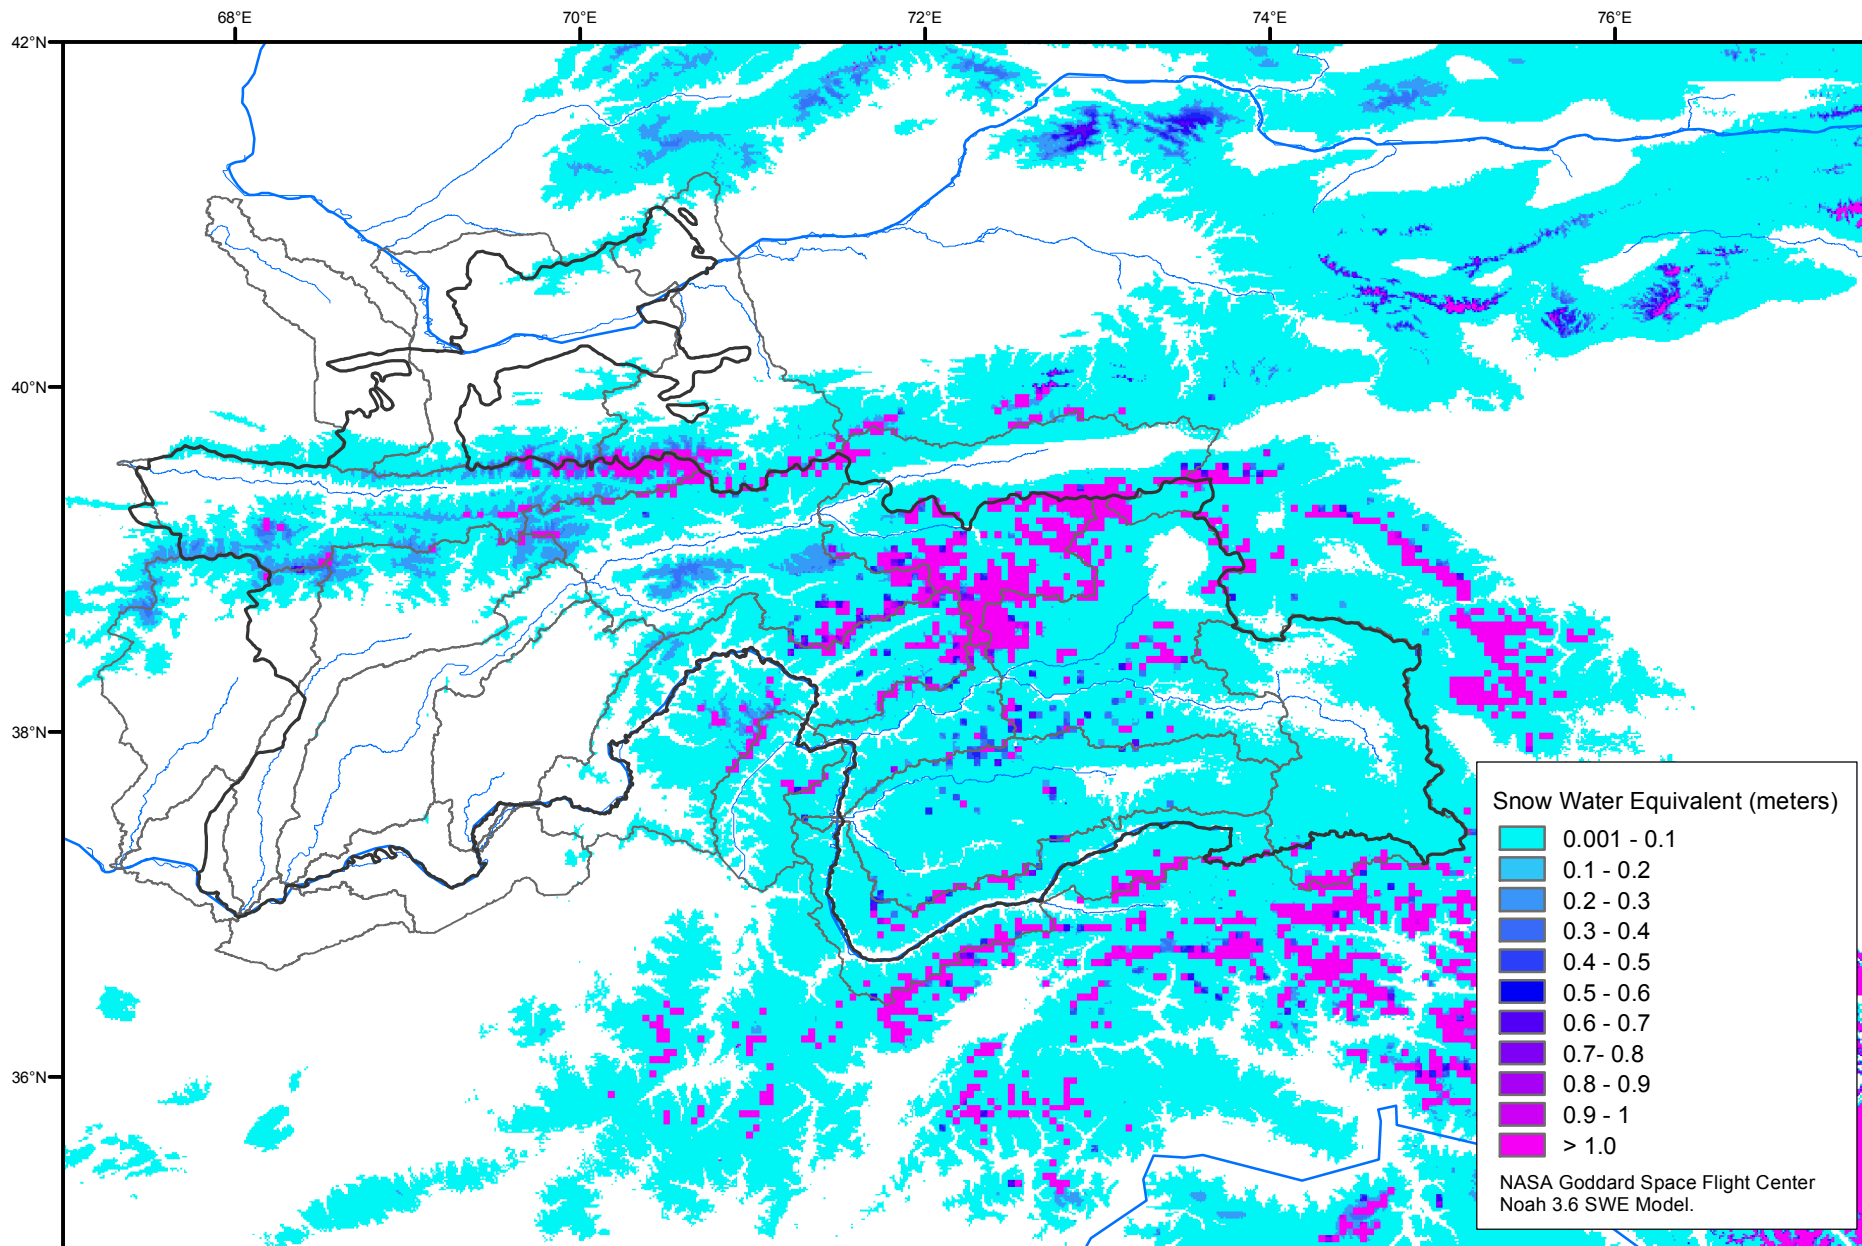 68°E
70°E
72°E
74°E
76°E
42°N
40°N
38°N
36°N
Snow Water Equivalent (meters)
0.001 - 0.1
0.1 - 0.2
0.2 - 0.3
0.3 - 0.4
0.4 - 0.5
0.5 - 0.6
0.6 - 0.7
0.7- 0.8
0.8 - 0.9
0.9 - 1
> 1.0
NASA Goddard Space Flight Center
Noah 3.6 SWE Model.